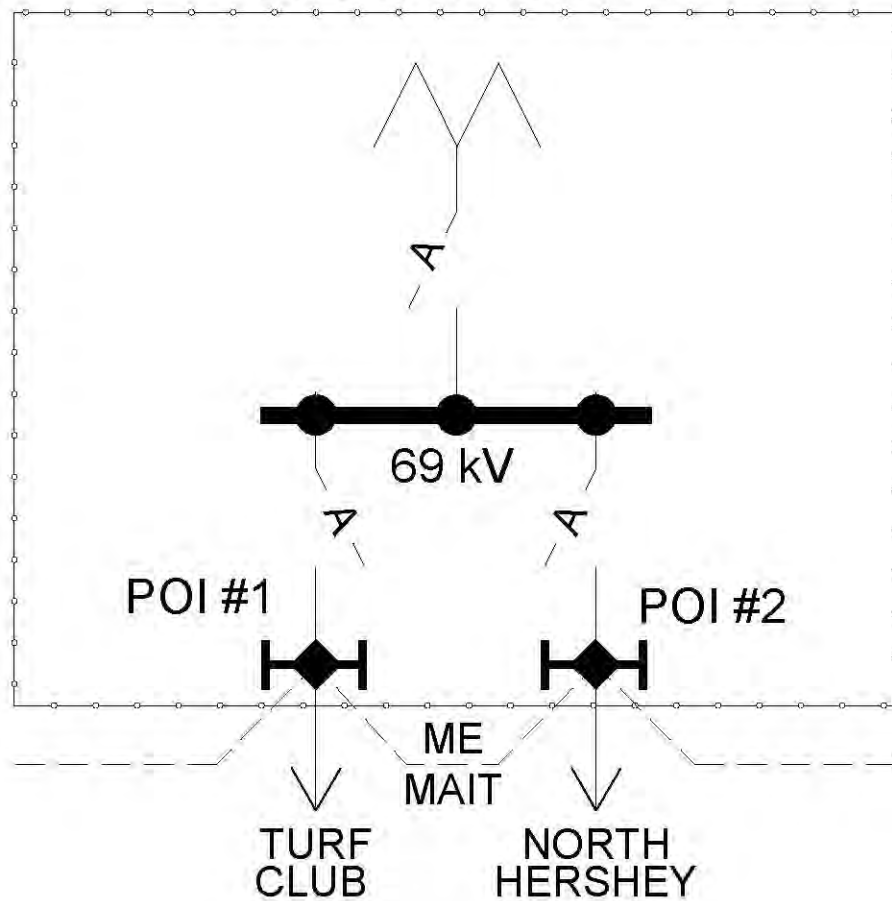 A
69 kV
A
A
POI #1
POI #2
ME
MAIT
TURF
CLUB
NORTH
HERSHEY